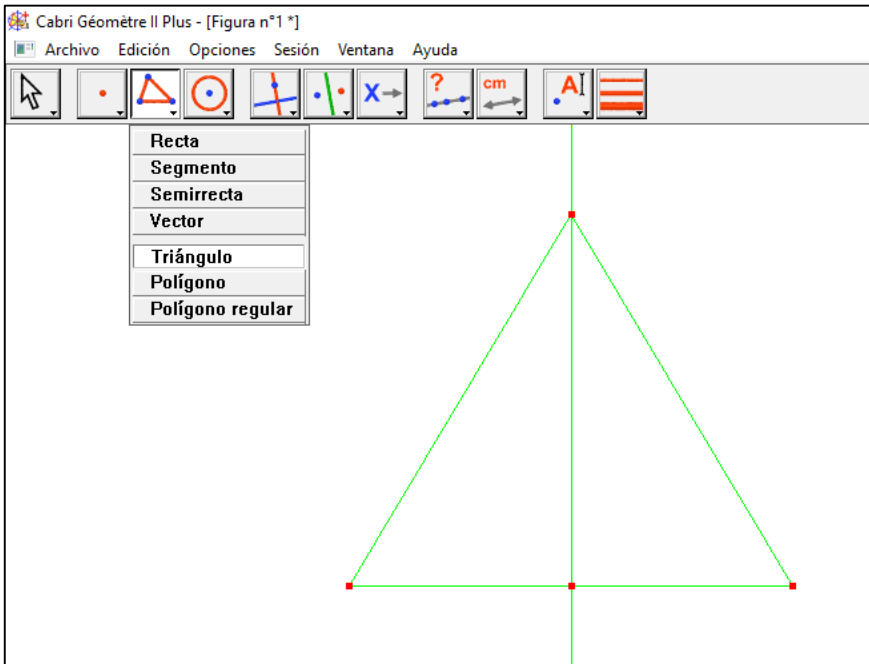 Cabri Géomètre II Plus - [Figura n°1 *]
Archivo Edición Opciones Sesión Ventana Ayuda
X ? cm A
Recta
Segmento
Semirrecta
Vector
Triángulo
Polígono
Polígono regular